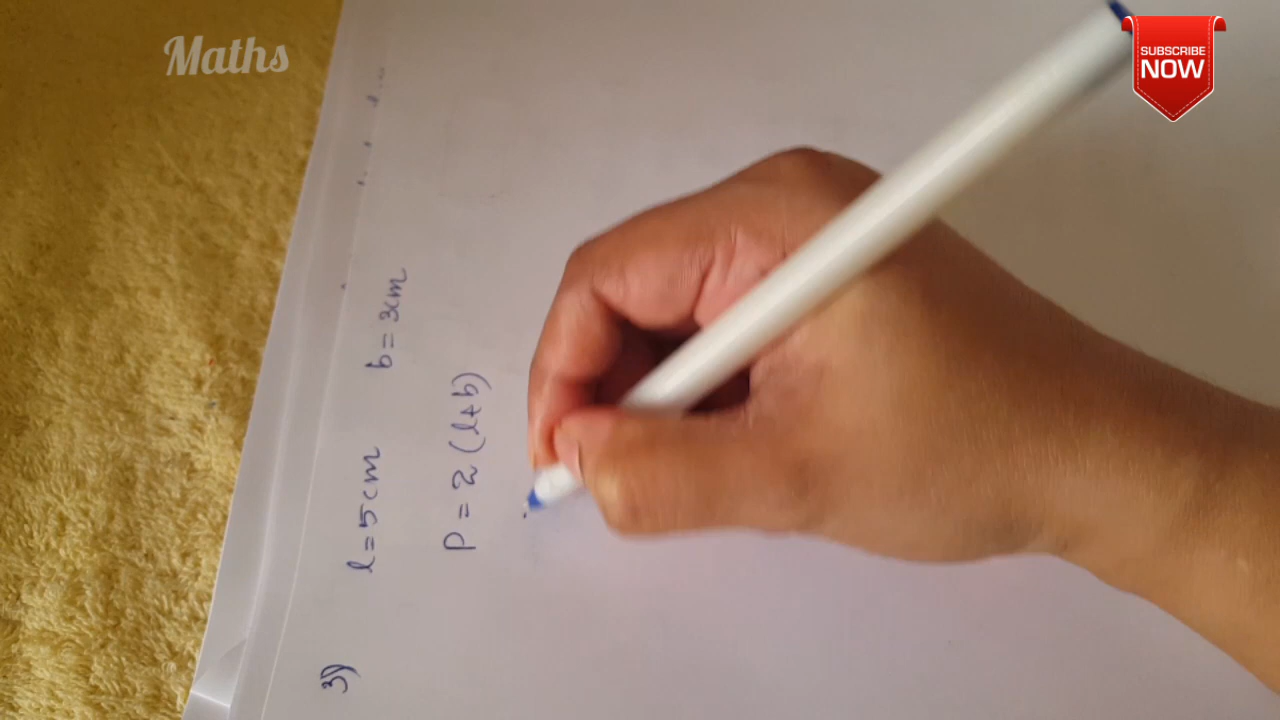 Maths
SUBSCRIBE
NOW
3)
l = 5cm b = 3cm
P = 2 (l+b)